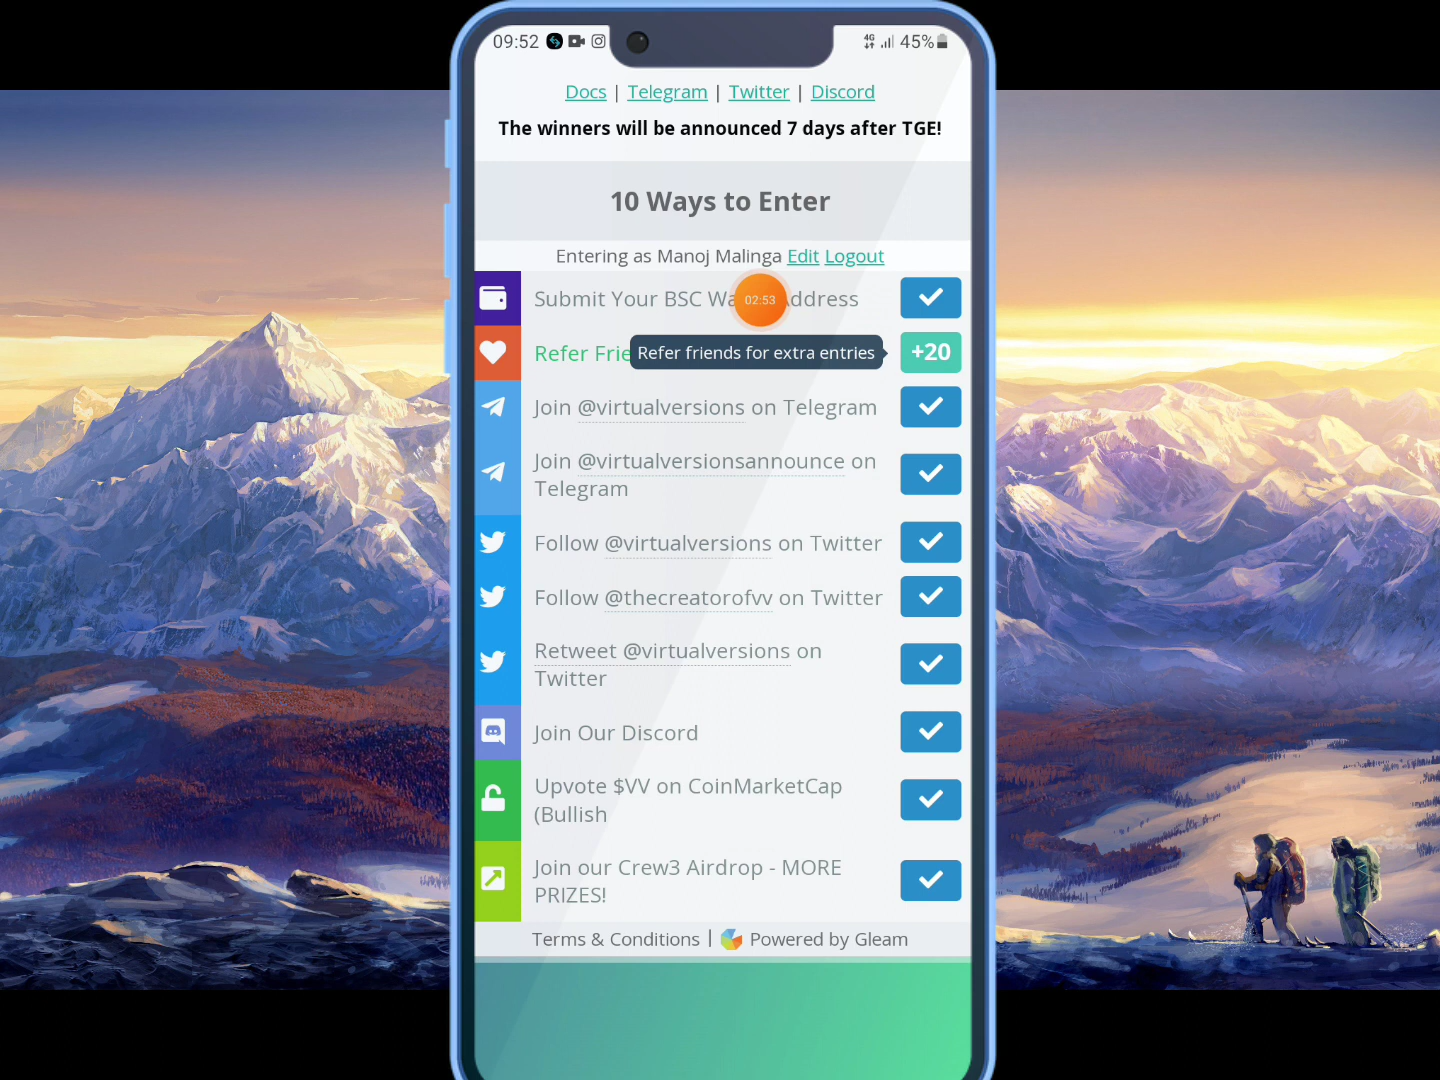 09:52
4G 45%
Docs | Telegram | Twitter | Discord
The winners will be announced 7 days after TGE!
10 Ways to Enter
Entering as Manoj Malinga Edit Logout
Submit Your BSC Wa ddress
02:53
Refer Frie
Refer friends for extra entries
+20
Join @virtualversions on Telegram
Join @virtualversionsannounce on
Telegram
Follow @virtualversions on Twitter
Follow @thecreatorofvv on Twitter
Retweet @virtualversions on
Twitter
Join Our Discord
Upvote $VV on CoinMarketCap
(Bullish
Join our Crew3 Airdrop - MORE
PRIZES!
Terms & Conditions | Powered by Gleam